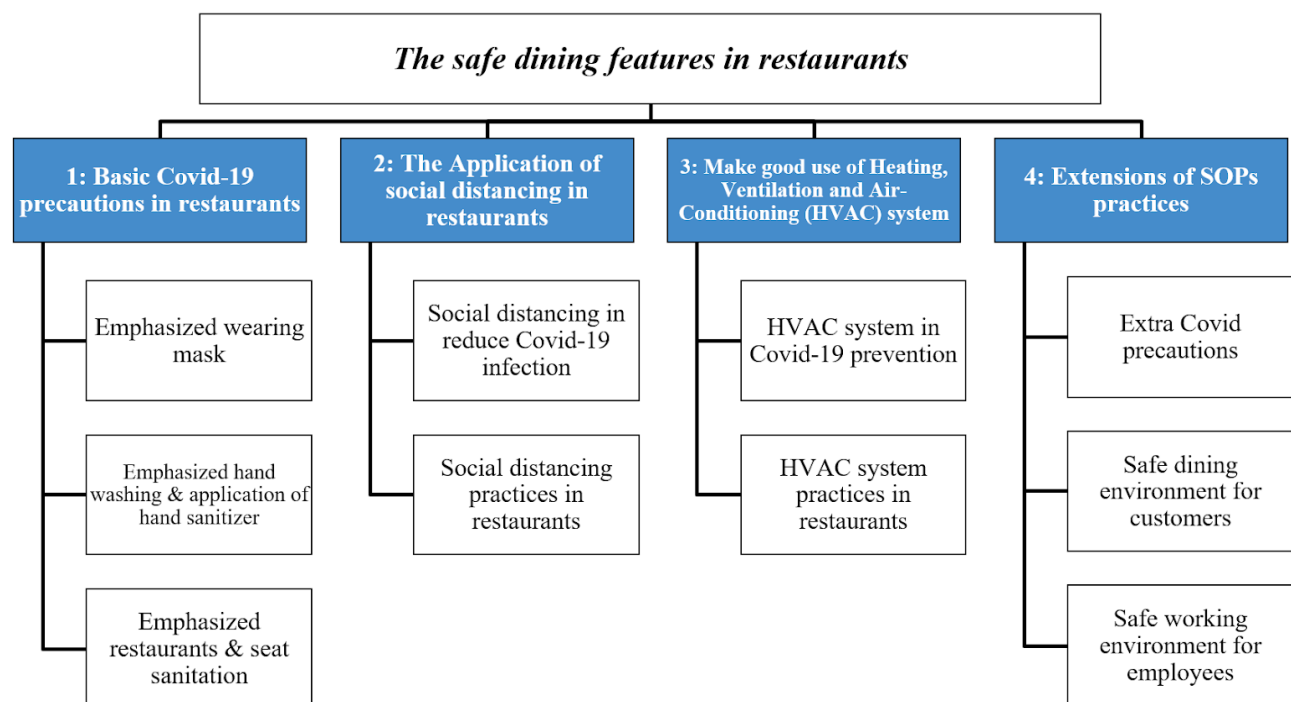 The safe dining features in restaurants
1: Basic Covid-19
precautions in restaurants
Emphasized wearing
mask
Emphasized hand
washing & application of
hand sanitizer
Emphasized
restaurants & seat
sanitation
2: The Application of
social distancing in
restaurants
Social distancing in
reduce Covid-19
infection
Social distancing
practices in
restaurants
3: Make good use of Heating,
Ventilation and Air-
Conditioning (HVAC) system
HVAC system in
Covid-19 prevention
HVAC system
practices in
restaurants
4: Extensions of SOPs
practices
Extra Covid
precautions
Safe dining
environment for
customers
Safe working
environment for
employees